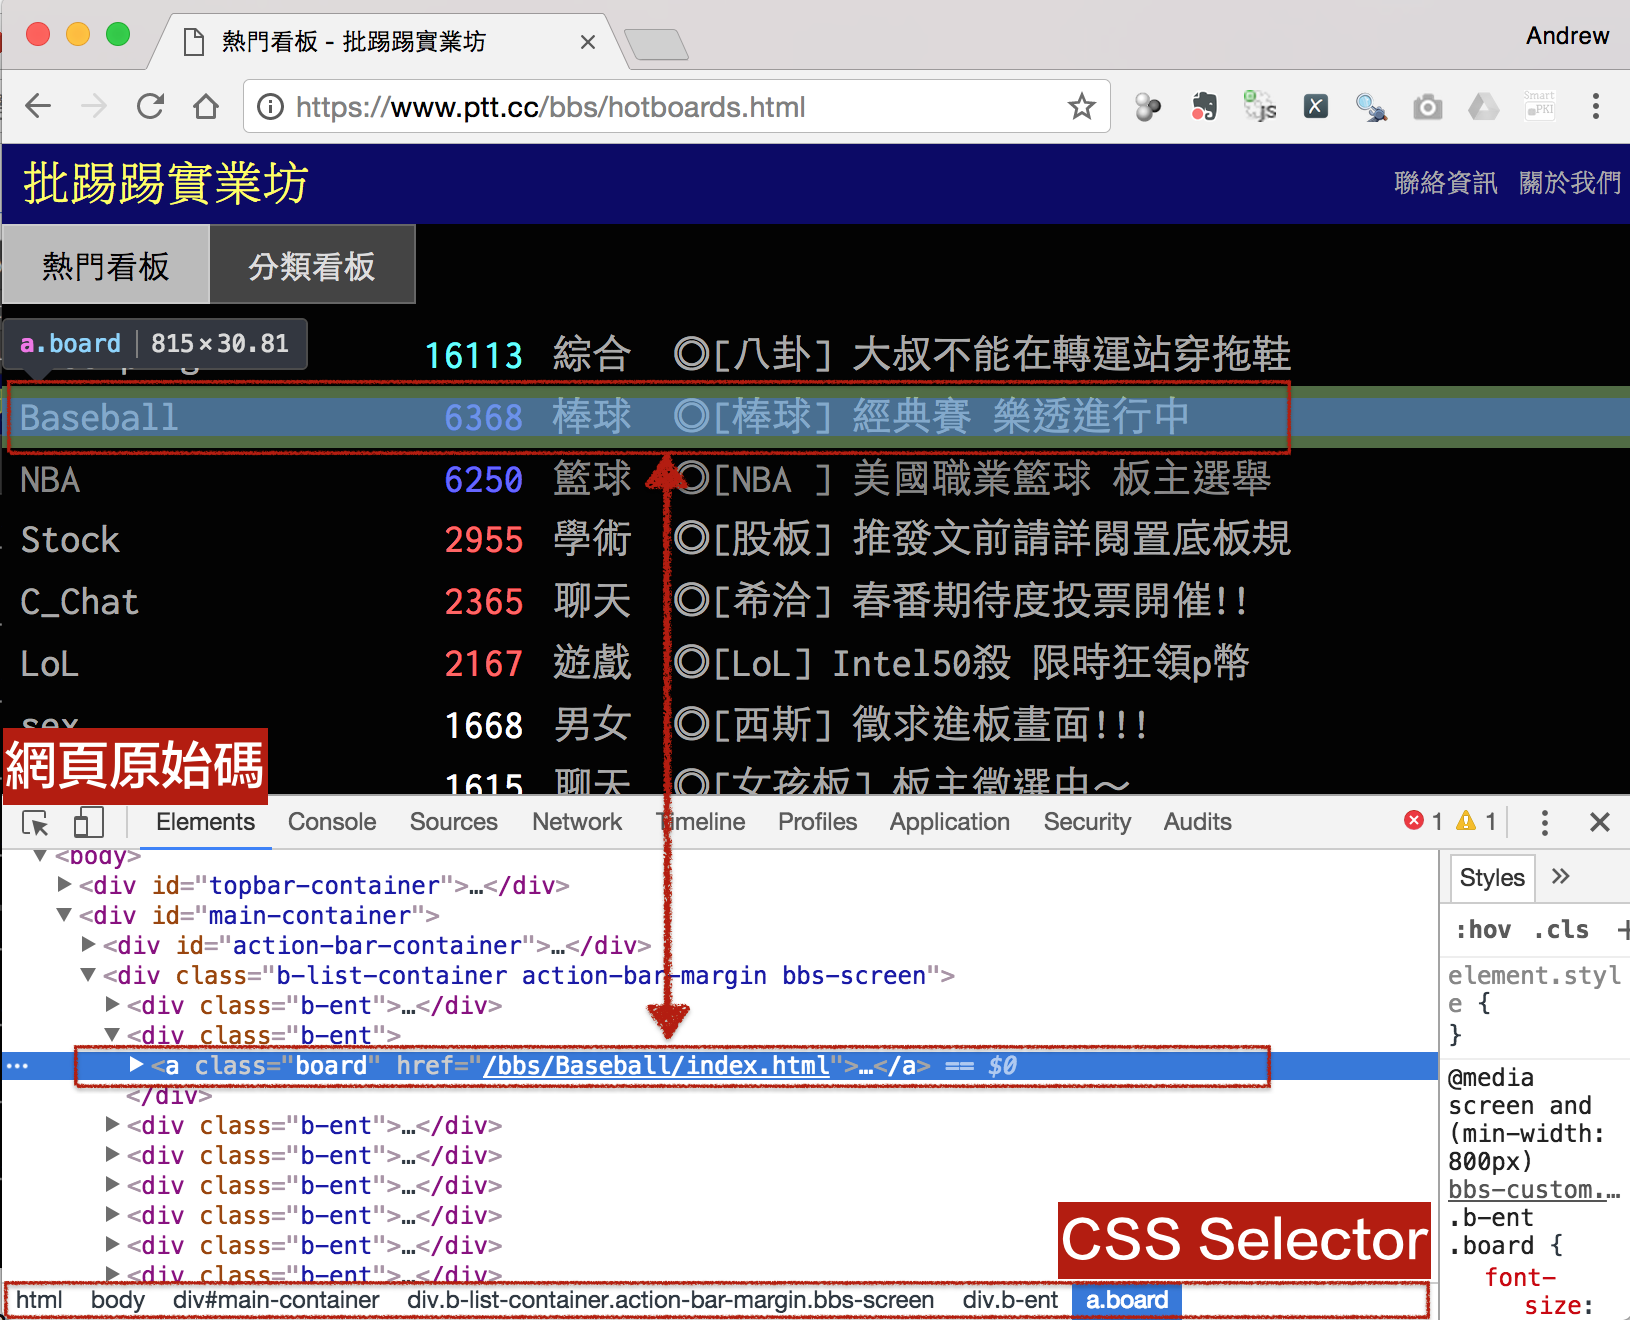 熱門看板 - 批踢踢實業坊
Andrew
https://www.ptt.cc/bbs/hotboards.html
批踢踢實業坊
聯絡資訊 關於我們
熱門看板 分類看板
a.board 815×30.81
16113 綜合 ◎[八卦] 大叔不能在轉運站穿拖鞋
Baseball 6368 棒球 ◎[棒球] 經典賽 樂透進行中
NBA 6250 籃球 ◎[NBA ] 美國職業籃球 板主選舉
Stock 2955 學術 ◎[股板] 推發文前請詳閱置底板規
C_Chat 2365 聊天 ◎[希洽] 春番期待度投票開催!!
LoL 2167 遊戲 ◎[LoL] Intel50殺 限時狂領p幣
sex 1668 男女 ◎[西斯] 徵求進板畫面!!!
1615 聊天 ◎[女孩板] 板主徵選中～
網頁原始碼
Elements Console Sources Network Timeline Profiles Application Security Audits 1 1
<body>
<div id="topbar-container">…</div>
<div id="main-container">
<div id="action-bar-container">…</div>
<div class="b-list-container action-bar-margin bbs-screen">
<div class="b-ent">…</div>
<div class="b-ent">
<a class="board" href="/bbs/Baseball/index.html">…</a> == $0
</div>
<div class="b-ent">…</div>
<div class="b-ent">…</div>
<div class="b-ent">…</div>
<div class="b-ent">…</div>
<div class="b-ent">…</div>
<div class="b-ent">…</div>
Styles »
:hov .cls +
element.styl
e {
}
@media
screen and
(min-width:
800px)
bbs-custom.…
.b-ent
.board {
font-
size:
CSS Selector
html body div#main-container div.b-list-container.action-bar-margin.bbs-screen div.b-ent a.board